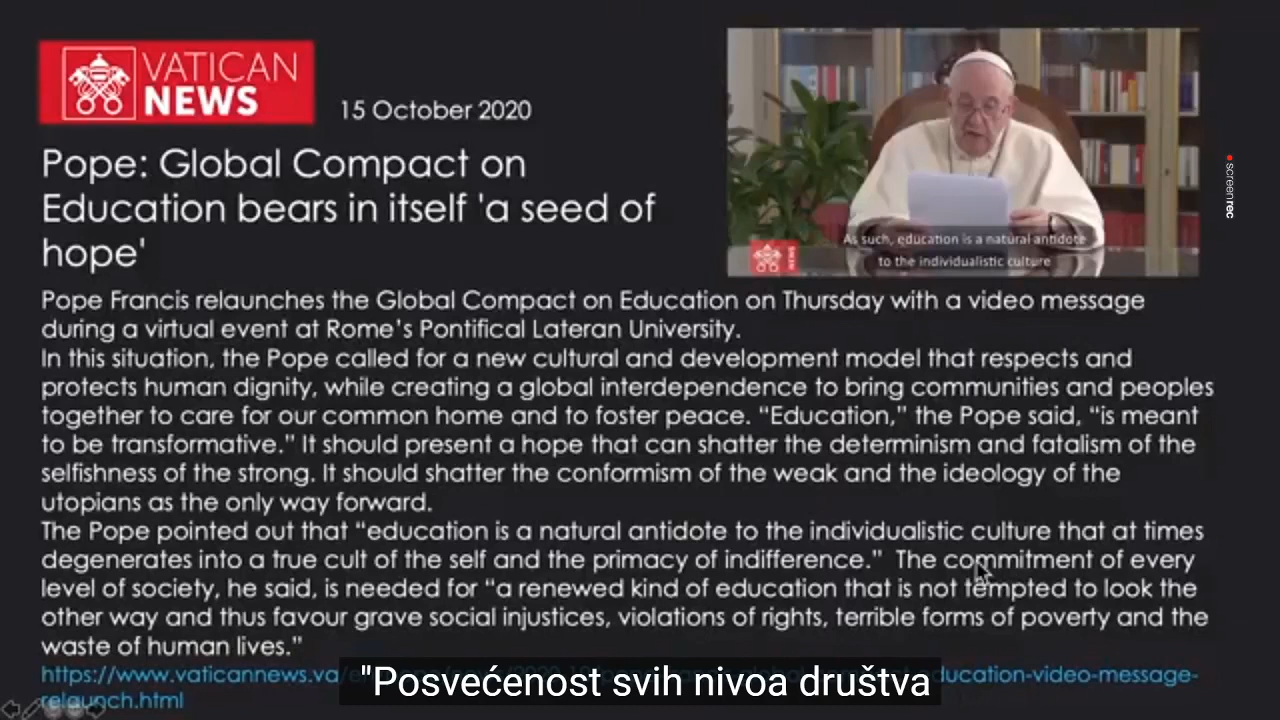 VATICAN
NEWS
15 October 2020
Pope: Global Compact on
Education bears in itself 'a seed of
hope'
As such, education is a natural antidote
to the individualistic culture
NEWS
screenrec
Pope Francis relaunches the Global Compact on Education on Thursday with a video message
during a virtual event at Rome's Pontifical Lateran University.
In this situation, the Pope called for a new cultural and development model that respects and
protects human dignity, while creating a global interdependence to bring communities and peoples
together to care for our common home and to foster peace. “Education,” the Pope said, “is meant
to be transformative.” It should present a hope that can shatter the determinism and fatalism of the
selfishness of the strong. It should shatter the conformism of the weak and the ideology of the
utopians as the only way forward.
The Pope pointed out that “education is a natural antidote to the individualistic culture that at times
degenerates into a true cult of the self and the primacy of indifference.” The commitment of every
level of society, he said, is needed for “a renewed kind of education that is not tempted to look the
other way and thus favour grave social injustices, violations of rights, terrible forms of poverty and the
waste of human lives.”
https://www.vaticannews.va/ education-video-message-
relaunch.html
"Posvećenost svih nivoa društva